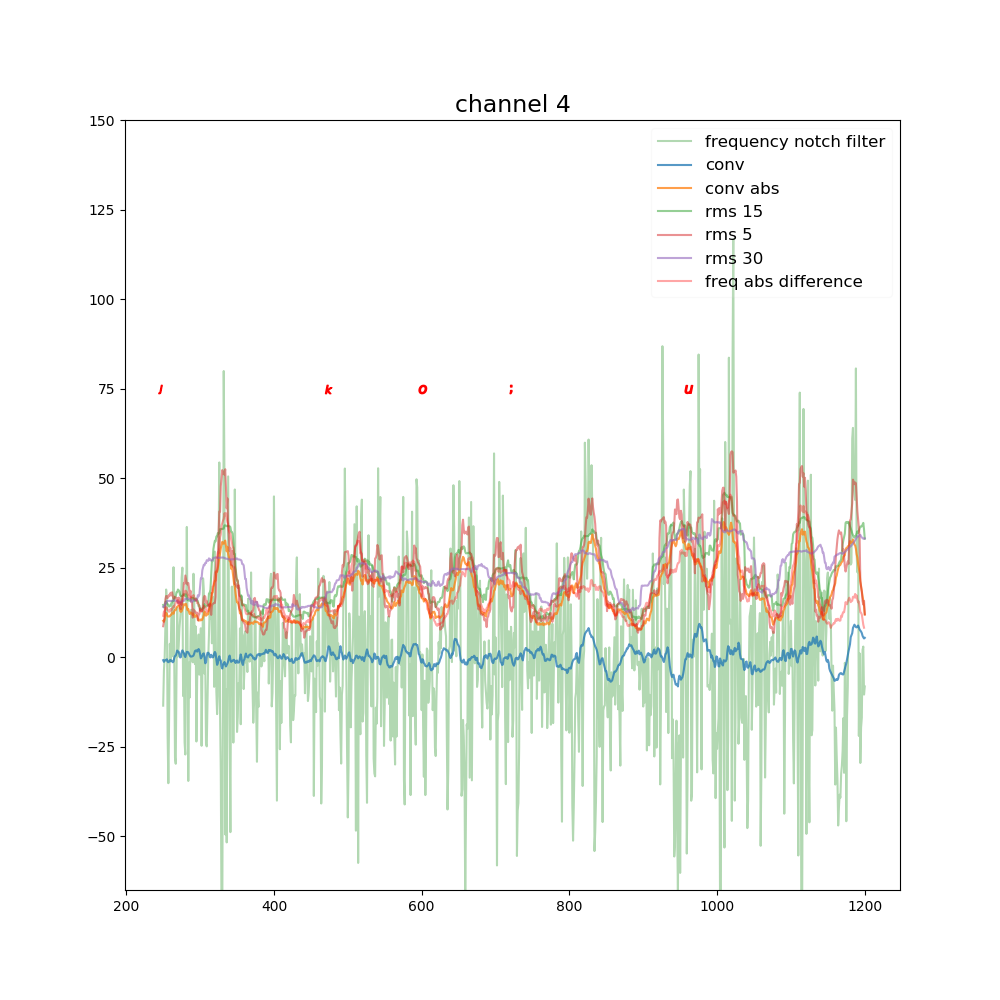 channel 4
150
frequency notch filter
conv
125
conv abs
rms 15
rms 5
rms 30
100
freq abs difference
75
j k o ; u
50
25
0
−25
−50
200 400 600 800 1000 1200